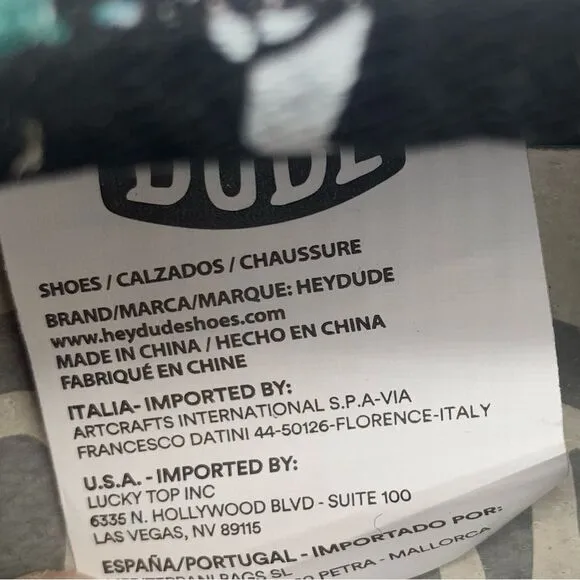 DUDE
SHOES / CALZADOS / CHAUSSURE
BRAND/MARCA/MARQUE: HEYDUDE
www.heydudeshoes.com
MADE IN CHINA / HECHO EN CHINA
FABRIQUÉ EN CHINE
ITALIA- IMPORTED BY:
ARTCRAFTS INTERNATIONAL S.P.A-VIA
FRANCESCO DATINI 44-50126-FLORENCE-ITALY
U.S.A. - IMPORTED BY:
LUCKY TOP INC
6335 N. HOLLYWOOD BLVD - SUITE 100
LAS VEGAS, NV 89115
ESPAÑA/PORTUGAL - IMPORTADO POR:
BAGS SL
PETRA - MALLORCA